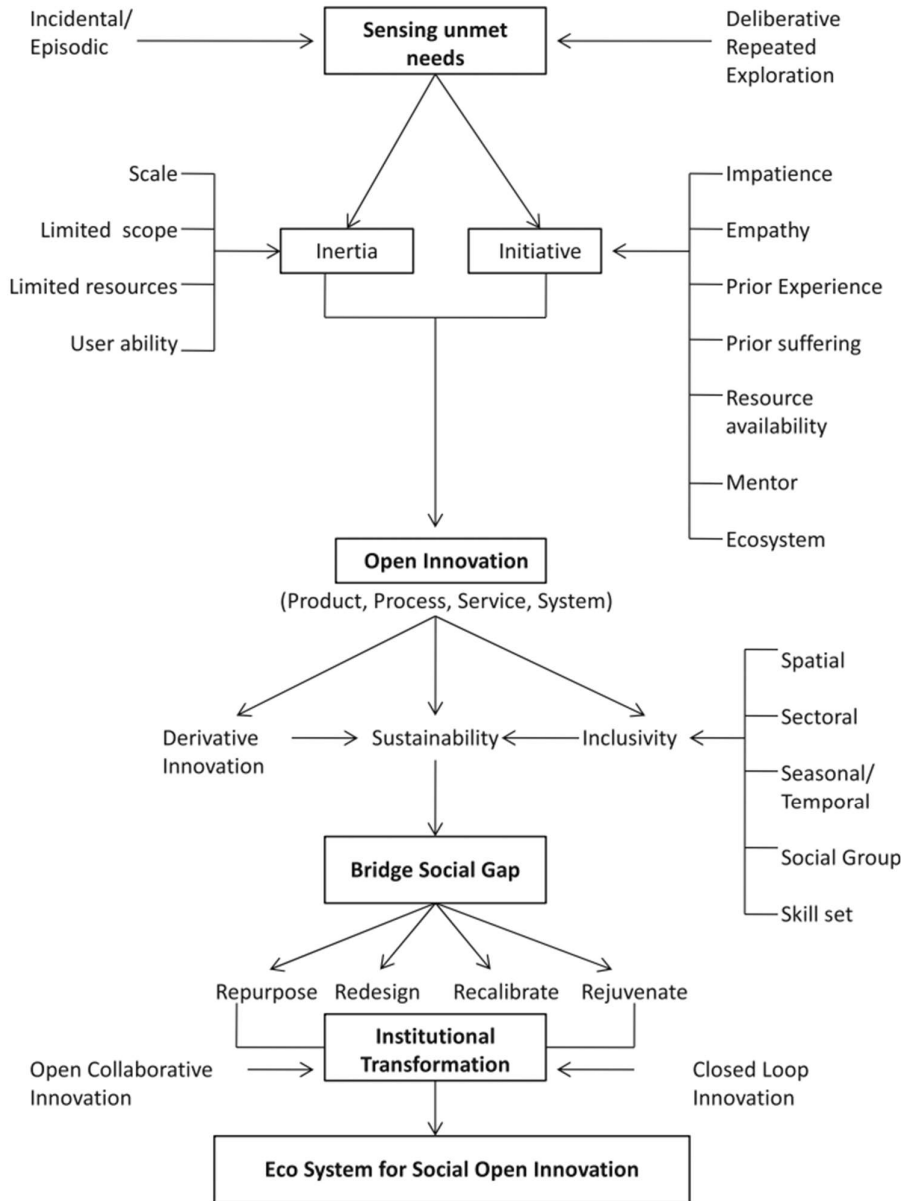 Incidental/
Episodic
Sensing unmet
needs
Deliberative
Repeated
Exploration
Scale
Limited scope
Limited resources
User ability
Inertia
Initiative
Impatience
Empathy
Prior Experience
Prior suffering
Resource
availability
Mentor
Ecosystem
Open Innovation
(Product, Process, Service, System)
Derivative
Innovation
Sustainability
Inclusivity
Spatial
Sectoral
Seasonal/
Temporal
Social Group
Skill set
Bridge Social Gap
Repurpose
Redesign
Recalibrate
Rejuvenate
Institutional
Transformation
Open Collaborative
Innovation
Closed Loop
Innovation
Eco System for Social Open Innovation